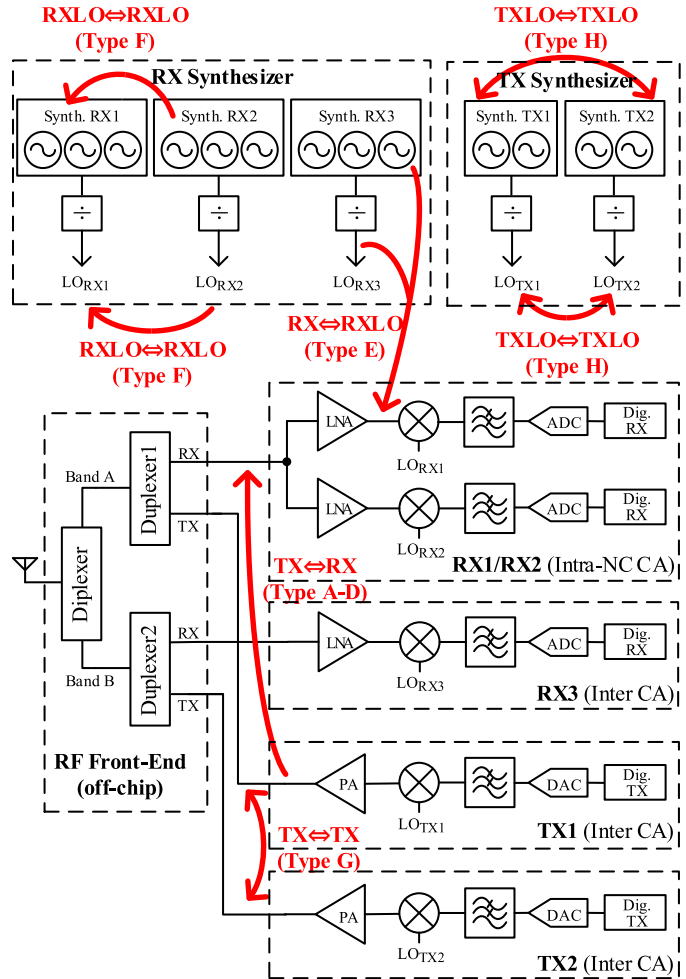 RXLO⇔RXLO
(Type F)
TXLO⇔TXLO
(Type H)
RX Synthesizer
TX Synthesizer
Synth. RX1
Synth. RX2
Synth. RX3
Synth. TX1
Synth. TX2
÷
÷
÷
÷
÷
LORX1
LORX2
LORX3
LOTX1
LOTX2
RXLO⇔RXLO
(Type F)
RX⇔RXLO
(Type E)
TXLO⇔TXLO
(Type H)
Band A
Diplexer
Band B
Duplexer1
RX
TX
Duplexer2
RX
TX
RF Front-End
(off-chip)
LNA
LORX1
ADC
Dig.
RX
LNA
LORX2
ADC
Dig.
RX
RX1/RX2 (Intra-NC CA)
TX⇔RX
(Type A-D)
LNA
LORX3
ADC
Dig.
RX
RX3 (Inter CA)
PA
LOTX1
DAC
Dig.
TX
TX1 (Inter CA)
TX⇔TX
(Type G)
PA
LOTX2
DAC
Dig.
TX
TX2 (Inter CA)